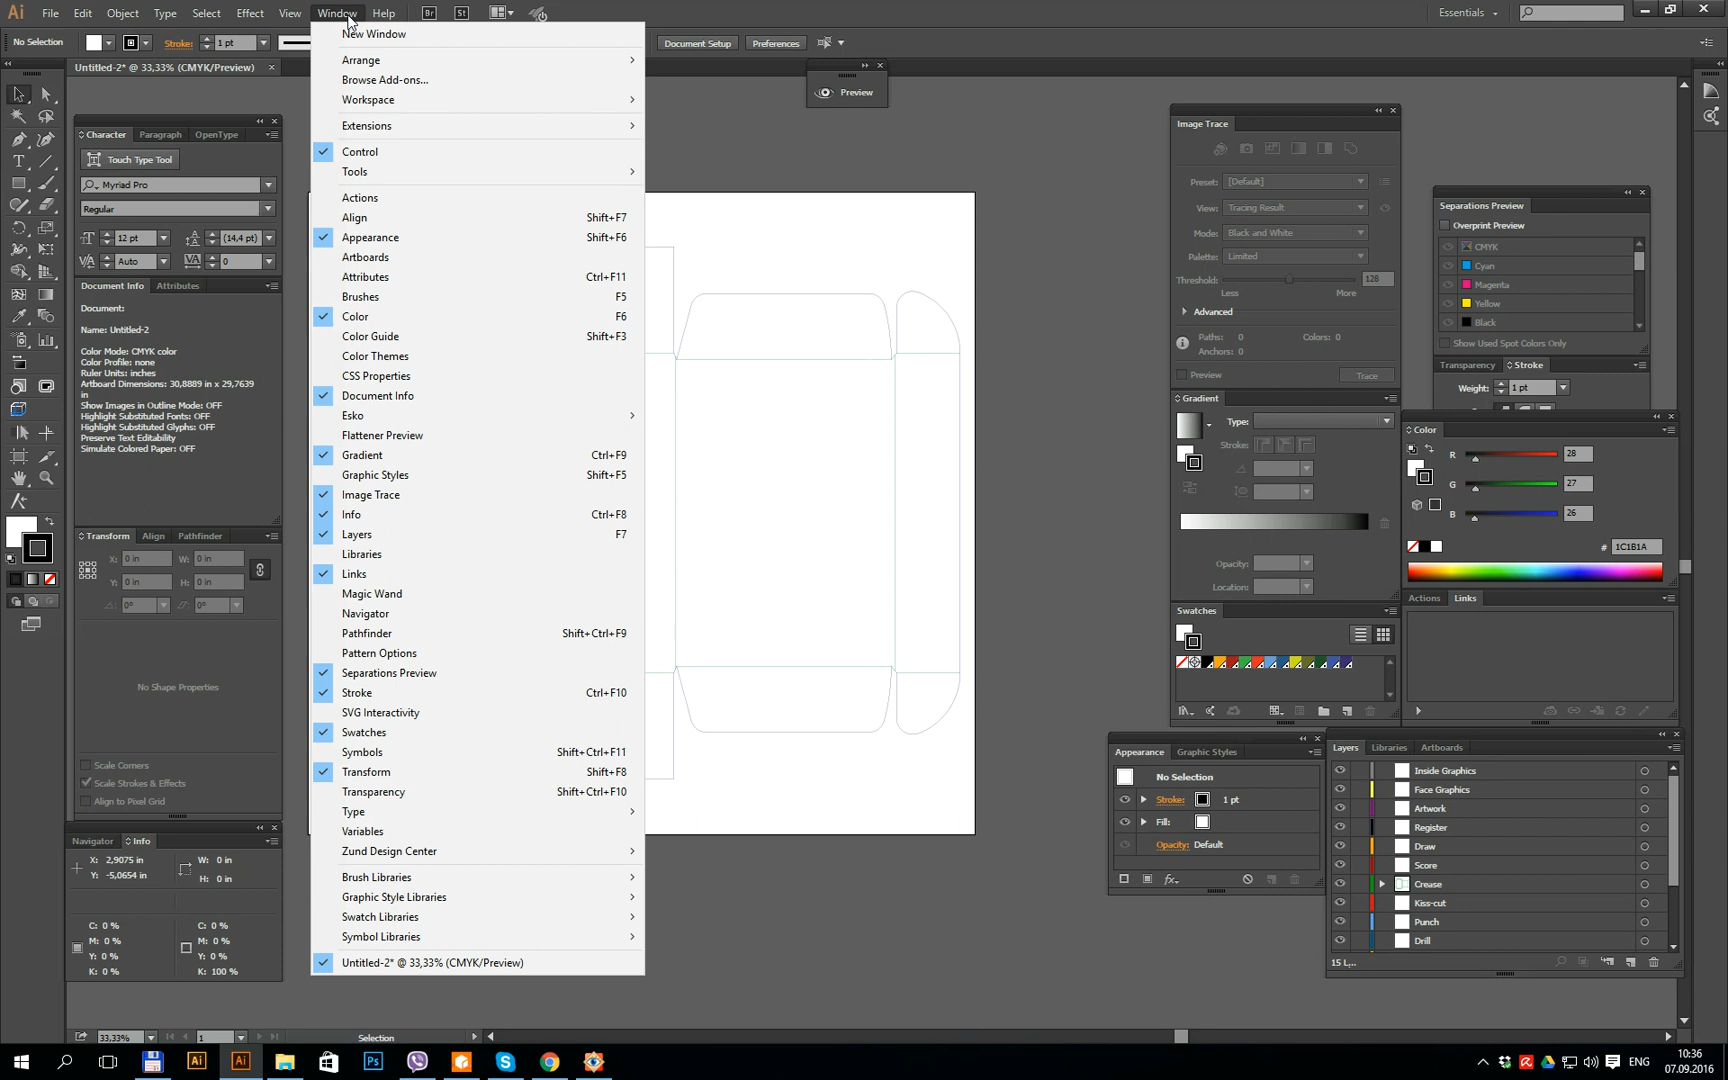 Ai File Edit Object Type Select Effect View Window Help Br St Essentials
No Selection Stroke: 1 pt Document Setup Preferences
Untitled-2* @ 33,33% (CMYK/Preview)
Character Paragraph OpenType
Touch Type Tool
Myriad Pro
Regular
12 pt (14,4 pt)
Auto 0
Document Info Attributes
Document:
Name: Untitled-2
Color Mode: CMYK color
Color Profile: none
Ruler Units: inches
Artboard Dimensions: 30,8889 in x 29,7639
in
Show Images in Outline Mode: OFF
Highlight Substituted Fonts: OFF
Highlight Substituted Glyphs: OFF
Preserve Text Editability
Simulate Colored Paper: OFF
Transform Align Pathfinder
X: 0 in W: 0 in
Y: 0 in H: 0 in
0° 0°
No Shape Properties
Scale Corners
Scale Strokes & Effects
Align to Pixel Grid
Navigator Info
X: 2,9075 in W: 0 in
Y: -5,0654 in H: 0 in
C: 0 % C: 0 %
M: 0 % M: 0 %
Y: 0 % Y: 0 %
K: 0 % K: 100 %
New Window
Arrange
Browse Add-ons...
Workspace
Extensions
Control
Tools
Actions
Align Shift+F7
Appearance Shift+F6
Artboards
Attributes Ctrl+F11
Brushes F5
Color F6
Color Guide Shift+F3
Color Themes
CSS Properties
Document Info
Esko
Flattener Preview
Gradient Ctrl+F9
Graphic Styles Shift+F5
Image Trace
Info Ctrl+F8
Layers F7
Libraries
Links
Magic Wand
Navigator
Pathfinder Shift+Ctrl+F9
Pattern Options
Separations Preview
Stroke Ctrl+F10
SVG Interactivity
Swatches
Symbols Shift+Ctrl+F11
Transform Shift+F8
Transparency Shift+Ctrl+F10
Type
Variables
Zund Design Center
Brush Libraries
Graphic Style Libraries
Swatch Libraries
Symbol Libraries
Untitled-2* @ 33,33% (CMYK/Preview)
Preview
Image Trace
Preset: [Default]
View: Tracing Result
Mode: Black and White
Palette: Limited
Threshold: 128
Less More
Advanced
Paths: 0 Colors: 0
Anchors: 0
Preview Trace
Gradient
Type:
Stroke:
Opacity:
Location:
Swatches
Separations Preview
Overprint Preview
CMYK
Cyan
Magenta
Yellow
Black
Show Used Spot Colors Only
Transparency Stroke
Weight: 1 pt
Color
R 28
G 27
B 26
# 1C1B1A
Actions Links
Appearance Graphic Styles
No Selection
Stroke: 1 pt
Fill:
Opacity: Default
fx
Layers Libraries Artboards
Inside Graphics
Face Graphics
Artwork
Register
Draw
Score
Crease
Kiss-cut
Punch
Drill
15 L...
33,33% 1 Selection
Ai Ai Ps ENG 10:36
07.09.2016